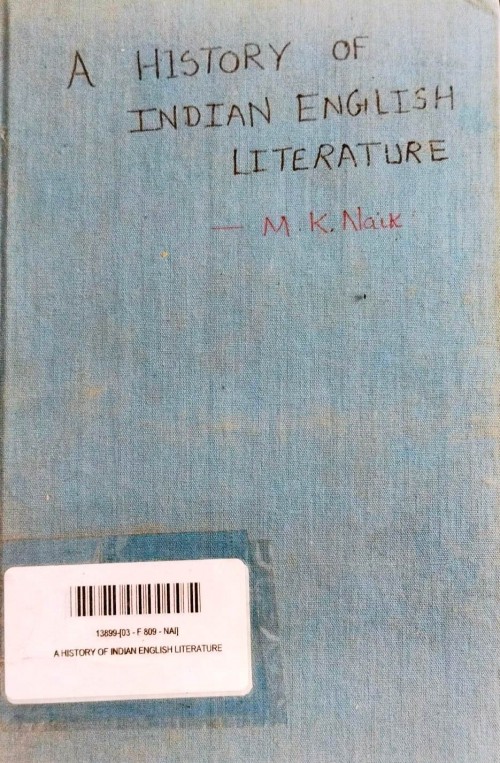 A HISTORY OF
INDIAN ENGLISH
LITERATURE
— M. K. Naik
13899-[03 - F 809 - NAI]
A HISTORY OF INDIAN ENGLISH LITERATURE